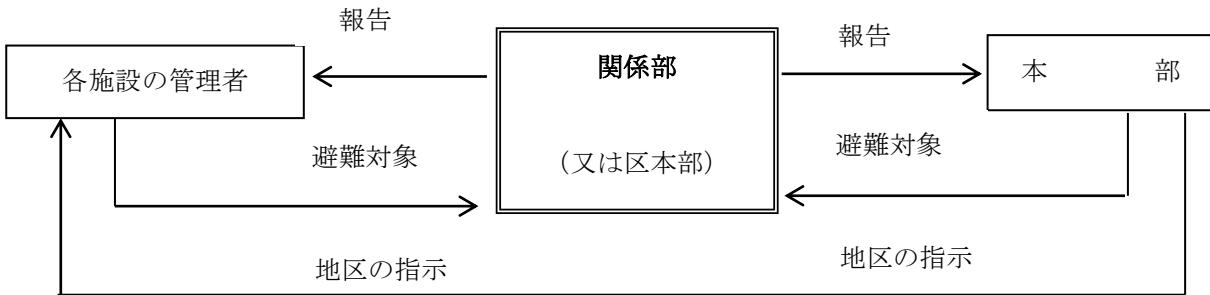 報告
報告
各施設の管理者
関係部
本 部
避難対象
（又は区本部）
避難対象
地区の指示
地区の指示